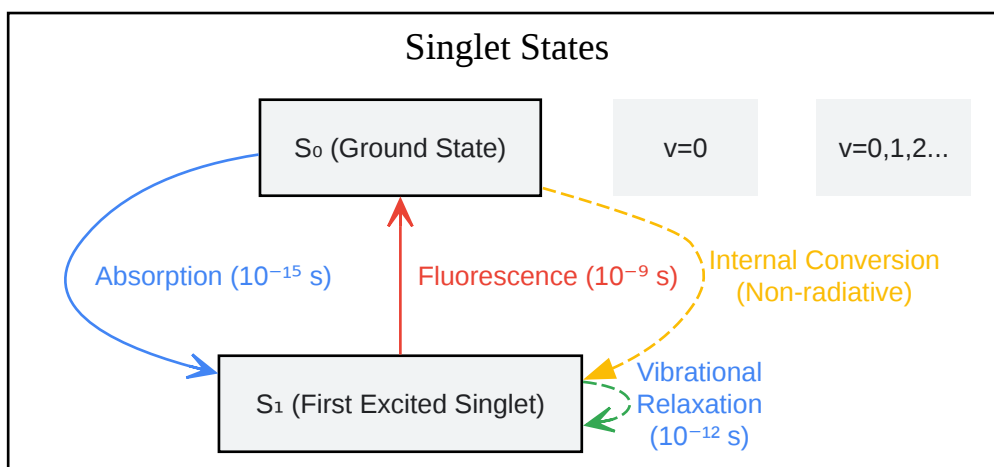 Singlet States
S₀ (Ground State)
v=0
v=0,1,2...
Absorption (10⁻¹⁵ s)
Fluorescence (10⁻⁹ s)
Internal Conversion
(Non-radiative)
S₁ (First Excited Singlet)
Vibrational
Relaxation
(10⁻¹² s)